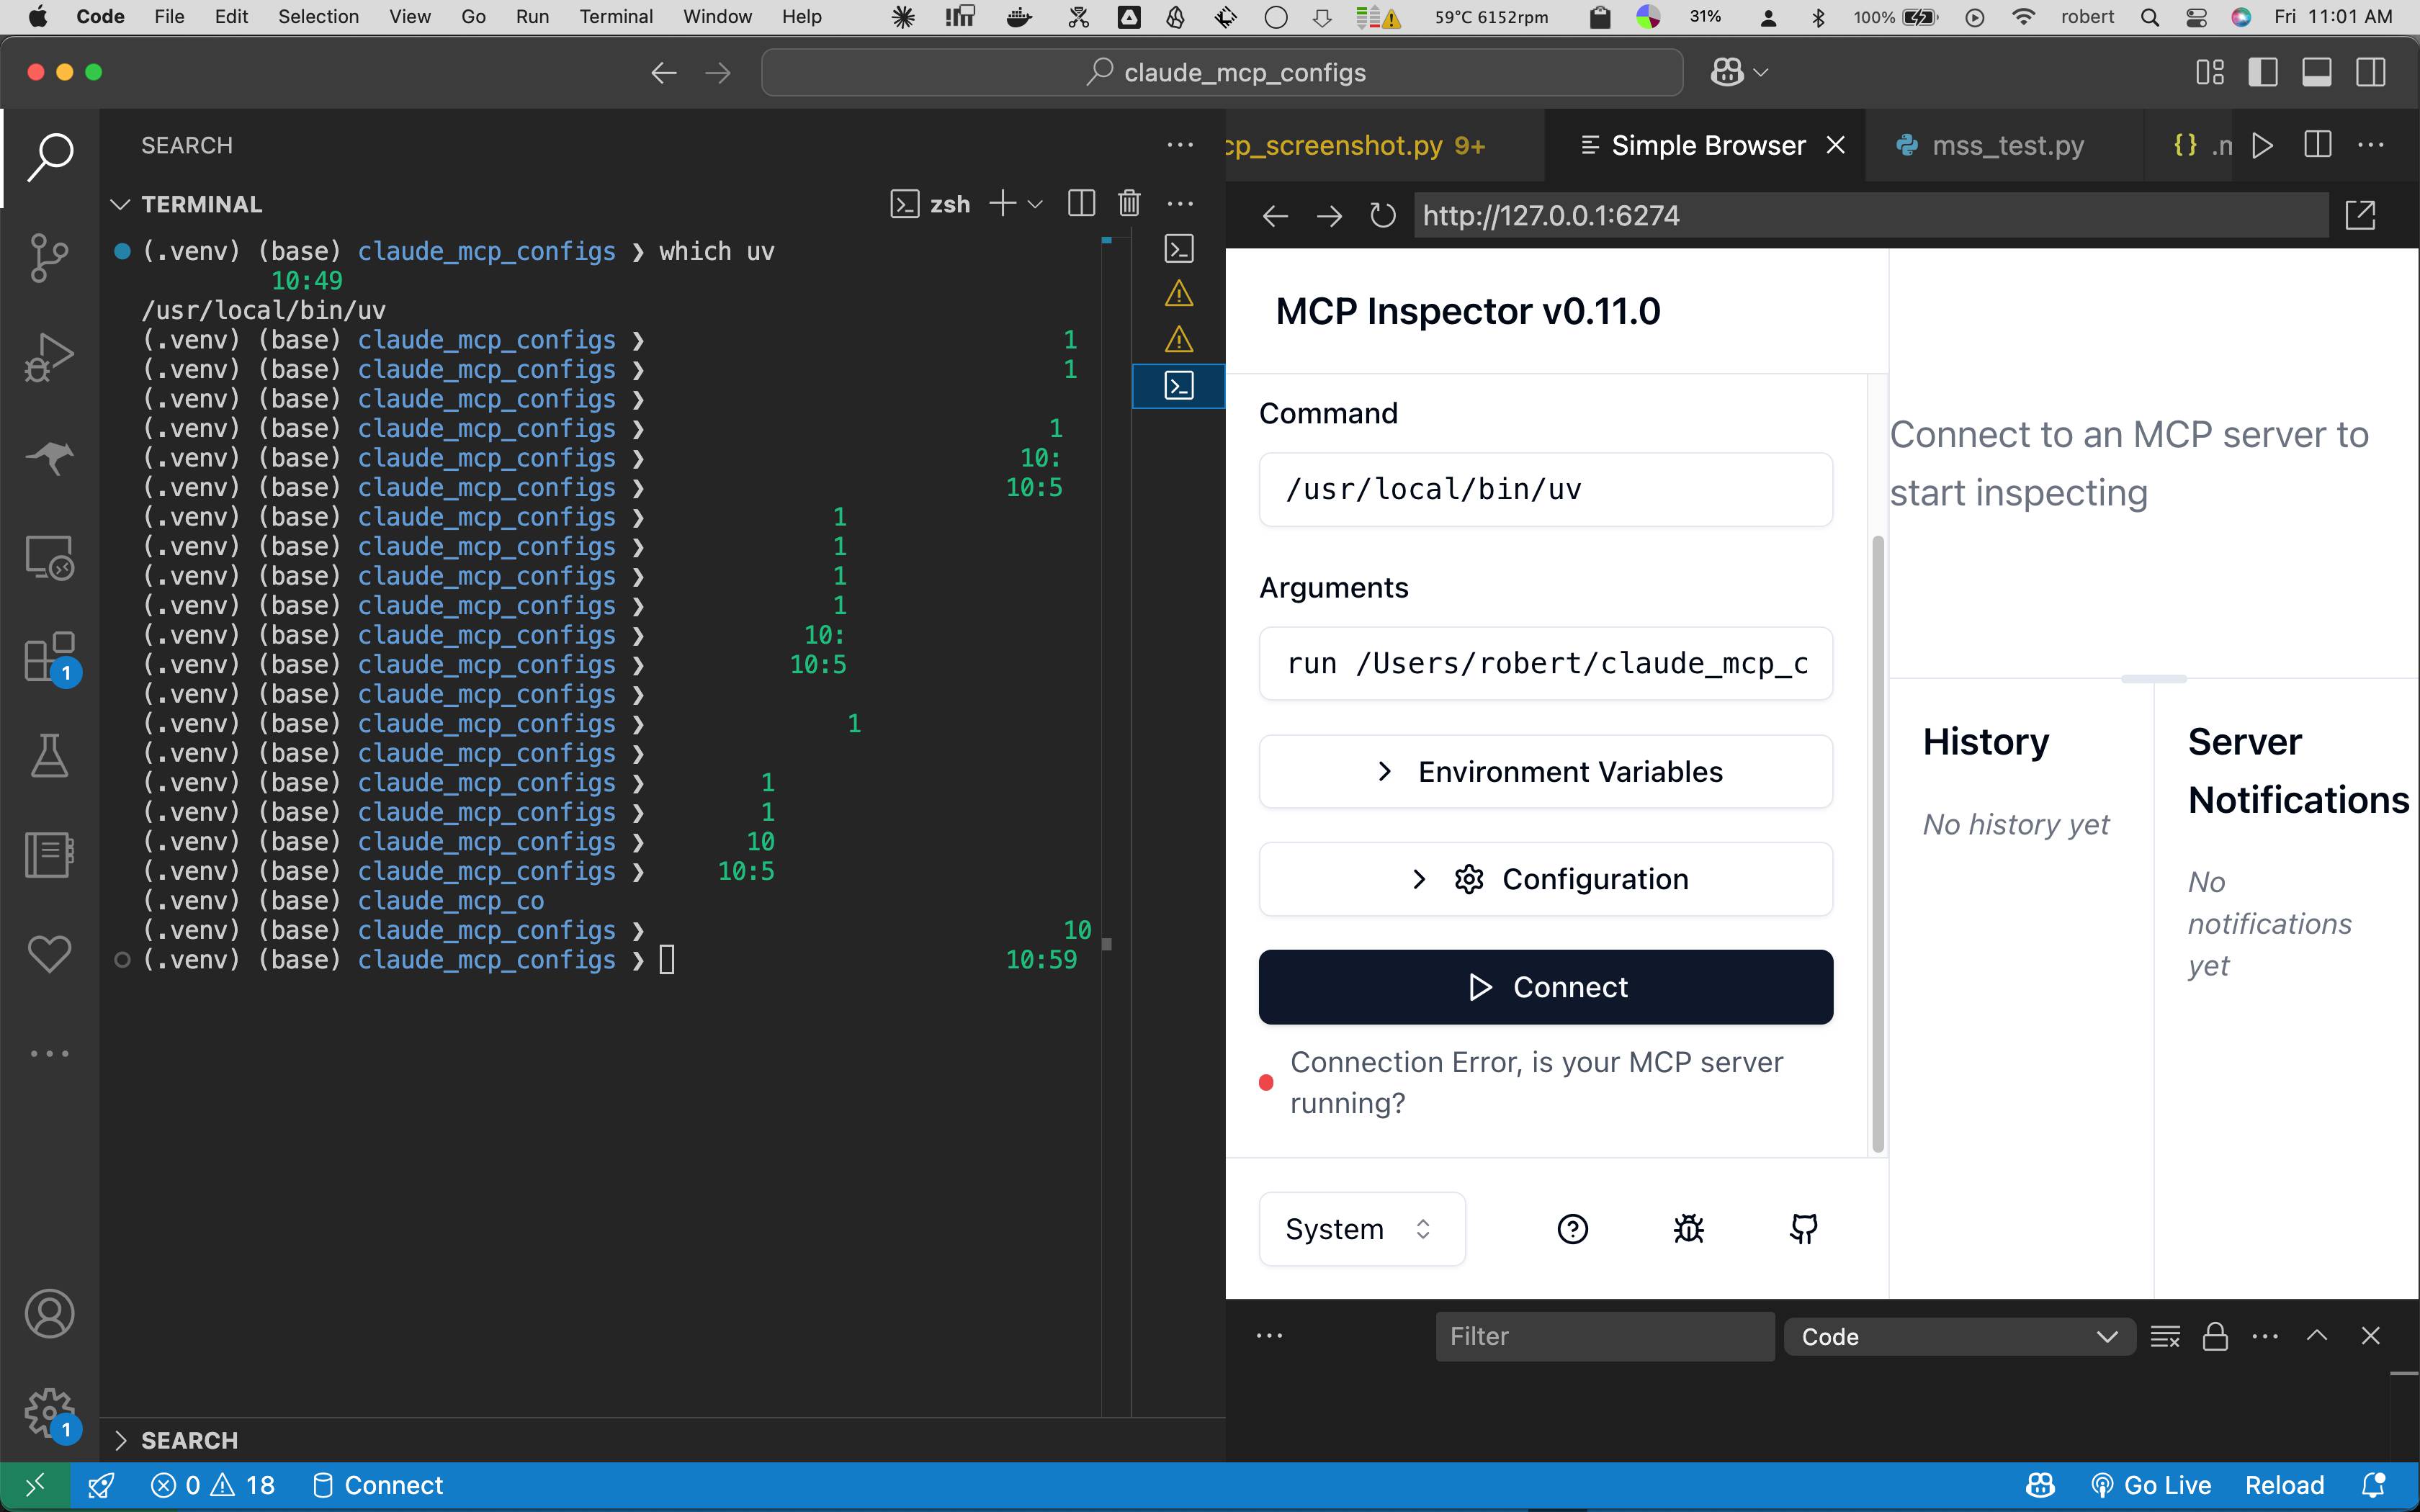 Code File Edit Selection View Go Run Terminal Window Help 59°C 6152rpm 31% 100% robert Fri 11:01 AM
claude_mcp_configs
SEARCH
TERMINAL
zsh
(.venv) (base) claude_mcp_configs ❯ which uv
10:49
/usr/local/bin/uv
(.venv) (base) claude_mcp_configs ❯ 1
(.venv) (base) claude_mcp_configs ❯ 1
(.venv) (base) claude_mcp_configs ❯
(.venv) (base) claude_mcp_configs ❯ 1
(.venv) (base) claude_mcp_configs ❯ 10:
(.venv) (base) claude_mcp_configs ❯ 10:5
(.venv) (base) claude_mcp_configs ❯ 1
(.venv) (base) claude_mcp_configs ❯ 1
(.venv) (base) claude_mcp_configs ❯ 1
(.venv) (base) claude_mcp_configs ❯ 1
(.venv) (base) claude_mcp_configs ❯ 10:
(.venv) (base) claude_mcp_configs ❯ 10:5
(.venv) (base) claude_mcp_configs ❯
(.venv) (base) claude_mcp_configs ❯ 1
(.venv) (base) claude_mcp_configs ❯
(.venv) (base) claude_mcp_configs ❯ 1
(.venv) (base) claude_mcp_configs ❯ 1
(.venv) (base) claude_mcp_configs ❯ 10
(.venv) (base) claude_mcp_configs ❯ 10:5
(.venv) (base) claude_mcp_co
(.venv) (base) claude_mcp_configs ❯ 10
(.venv) (base) claude_mcp_configs ❯ 10:59
SEARCH
1
1
cp_screenshot.py 9+
Simple Browser
mss_test.py
{} .m
http://127.0.0.1:6274
MCP Inspector v0.11.0
Command
/usr/local/bin/uv
Arguments
run /Users/robert/claude_mcp_c
Environment Variables
Configuration
Connect
Connection Error, is your MCP server
running?
System
Connect to an MCP server to
start inspecting
History
No history yet
Server
Notifications
No
notifications
yet
Filter
Code
0 18 Connect
Go Live Reload